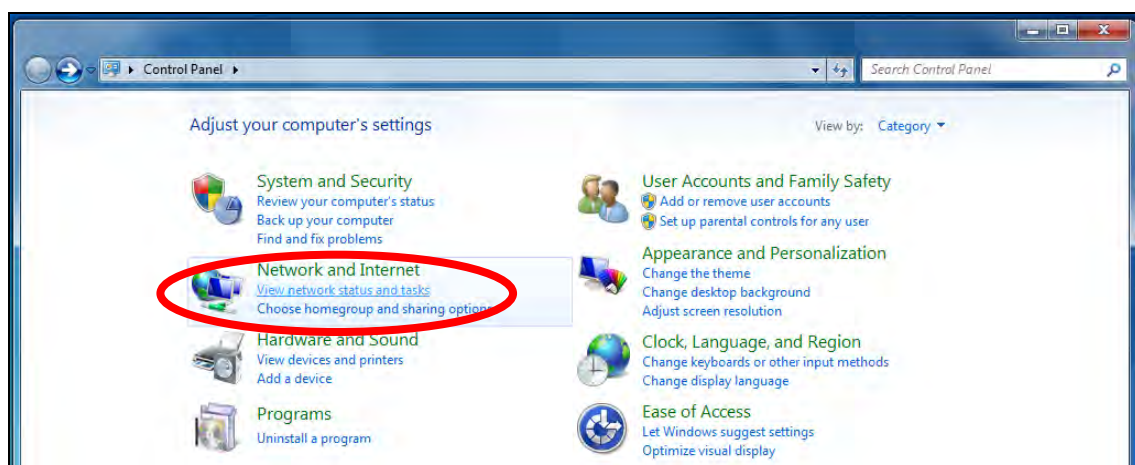 Control Panel
Search Control Panel
Adjust your computer's settings
View by: Category
System and Security
Review your computer's status
Back up your computer
Find and fix problems
Network and Internet
View network status and tasks
Choose homegroup and sharing options
Hardware and Sound
View devices and printers
Add a device
Programs
Uninstall a program
User Accounts and Family Safety
Add or remove user accounts
Set up parental controls for any user
Appearance and Personalization
Change the theme
Change desktop background
Adjust screen resolution
Clock, Language, and Region
Change keyboards or other input methods
Change display language
Ease of Access
Let Windows suggest settings
Optimize visual display